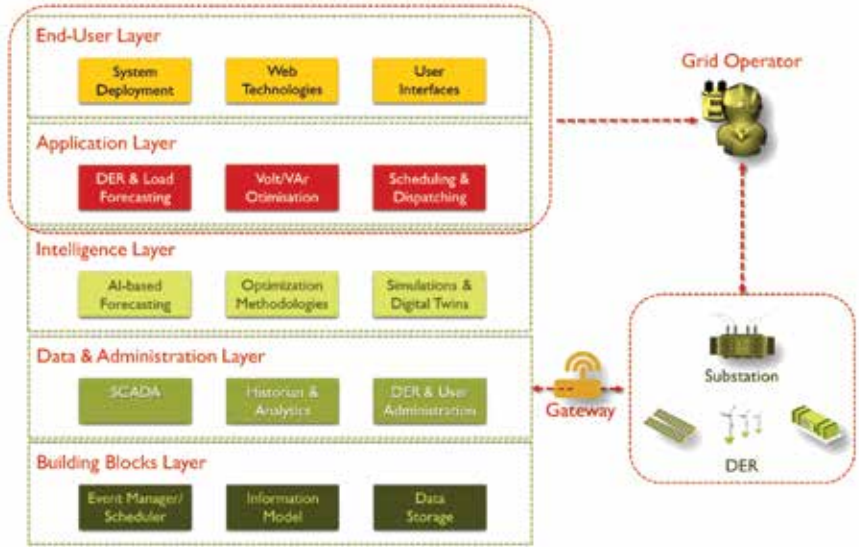 End-User Layer
System
Deployment
Web
Technologies
User
Interfaces
Application Layer
DER & Load
Forecasting
Volt/VAr
Otimisation
Scheduling &
Dispatching
Intelligence Layer
AI-based
Forecasting
Optimization
Methodologies
Simulations &
Digital Twins
Data & Administration Layer
SCADA
Historian &
Analytics
DER & User
Administration
Building Blocks Layer
Event Manager/
Scheduler
Information
Model
Data
Storage
Grid Operator
Gateway
Substation
DER